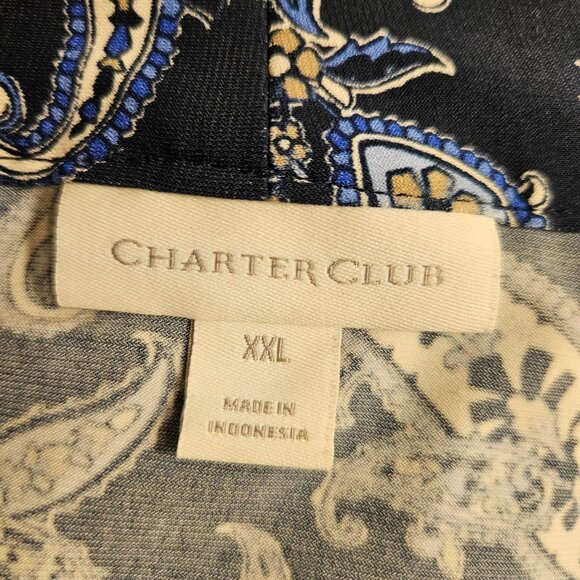 CHARTER CLUB
XXL
MADE IN
INDONESIA